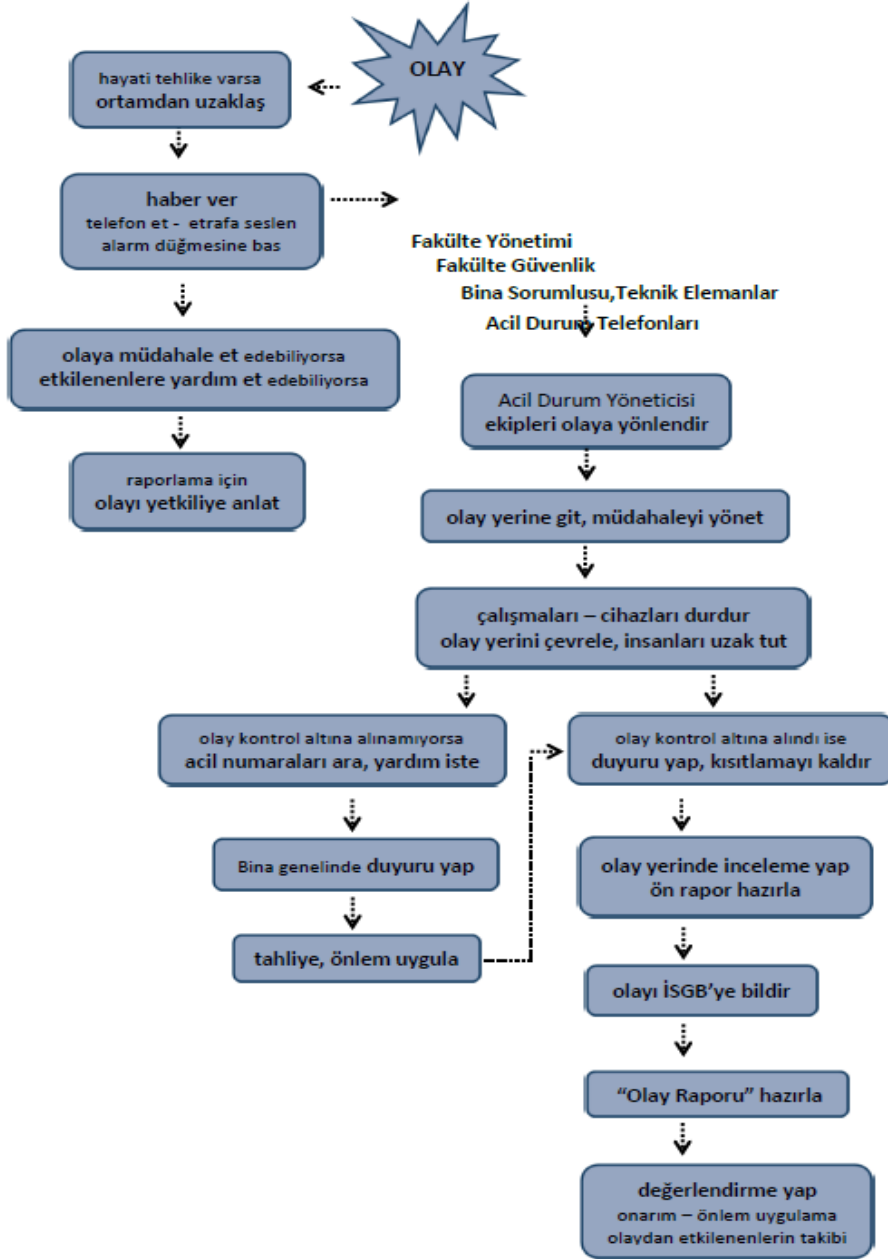 OLAY
hayati tehlike varsa
ortamdan uzaklaş
haber ver
telefon et - etrafa seslen
alarm düğmesine bas
Fakülte Yönetimi
Fakülte Güvenlik
Bina Sorumlusu,Teknik Elemanlar
Acil Durum Telefonları
olaya müdahale et edebiliyorsa
etkilenenlere yardım et edebiliyorsa
raporlama için
olayı yetkiliye anlat
Acil Durum Yöneticisi
ekipleri olaya yönlendir
olay yerine git, müdahaleyi yönet
çalışmaları – cihazları durdur
olay yerini çevrele, insanları uzak tut
olay kontrol altına alınamıyorsa
acil numaraları ara, yardım iste
Bina genelinde duyuru yap
tahliye, önlem uygula
olay kontrol altına alındı ise
duyuru yap, kısıtlamayı kaldır
olay yerinde inceleme yap
ön rapor hazırla
olayı İSGB’ye bildir
“Olay Raporu” hazırla
değerlendirme yap
onarım – önlem uygulama
olaydan etkilenenlerin takibi